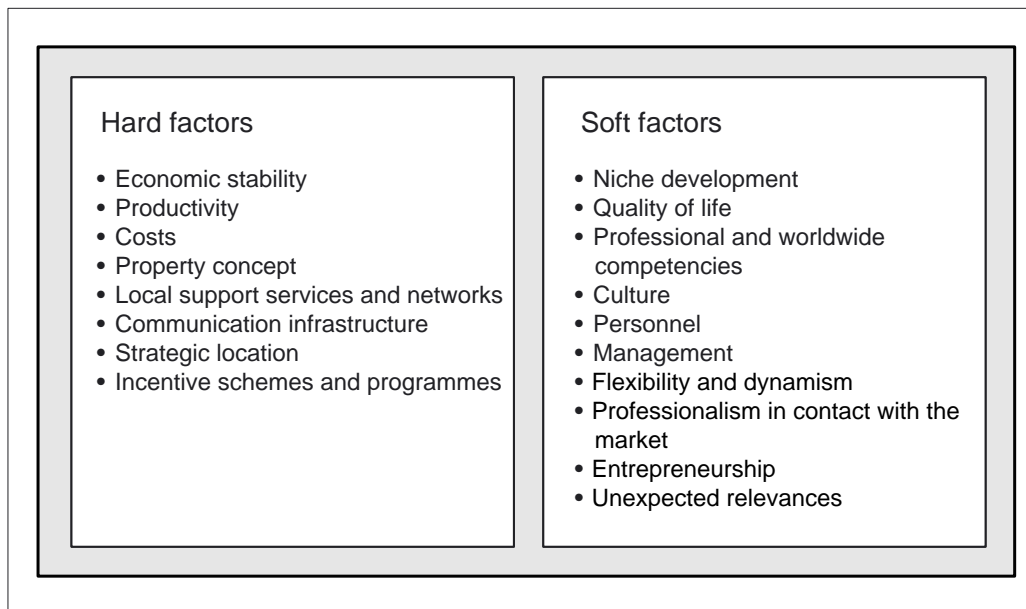 Hard factors
• Economic stability
• Productivity
• Costs
• Property concept
• Local support services and networks
• Communication infrastructure
• Strategic location
• Incentive schemes and programmes
Soft factors
• Niche development
• Quality of life
• Professional and worldwide
competencies
• Culture
• Personnel
• Management
• Flexibility and dynamism
• Professionalism in contact with the
market
• Entrepreneurship
• Unexpected relevances